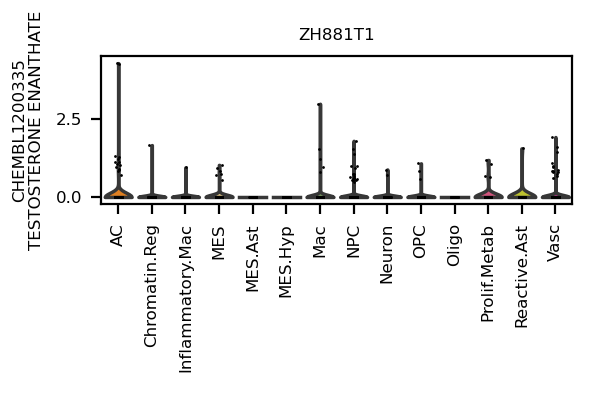 ZH881T1
CHEMBL1200335
TESTOSTERONE ENANTHATE
2.5
0.0
AC
Chromatin.Reg
Inflammatory.Mac
MES
MES.Ast
MES.Hyp
Mac
NPC
Neuron
OPC
Oligo
Prolif.Metab
Reactive.Ast
Vasc